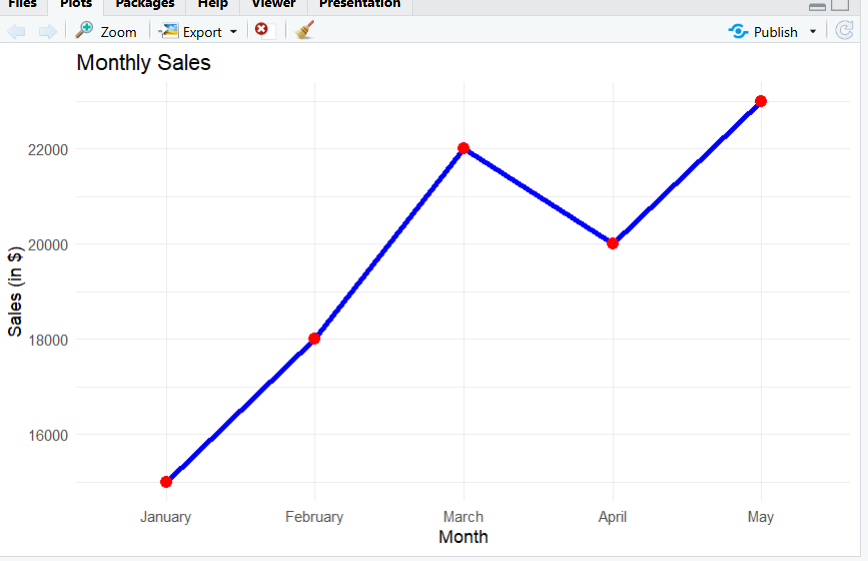 Files Plots Packages Help Viewer Presentation
Zoom Export Publish
Monthly Sales
Sales (in $)
22000
20000
18000
16000
January February March April May
Month